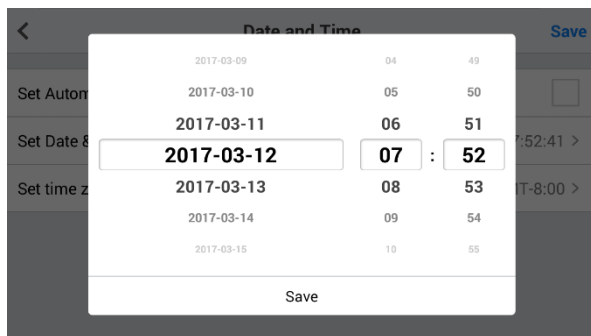 Date and Time Save
2017-03-09 04 49
Set Autom 2017-03-10 05 50
2017-03-11 06 51
Set Date & 2017-03-12 07 : 52 7:52:41 >
Set time z 2017-03-13 08 53 IT-8:00 >
2017-03-14 09 54
2017-03-15 10 55
Save